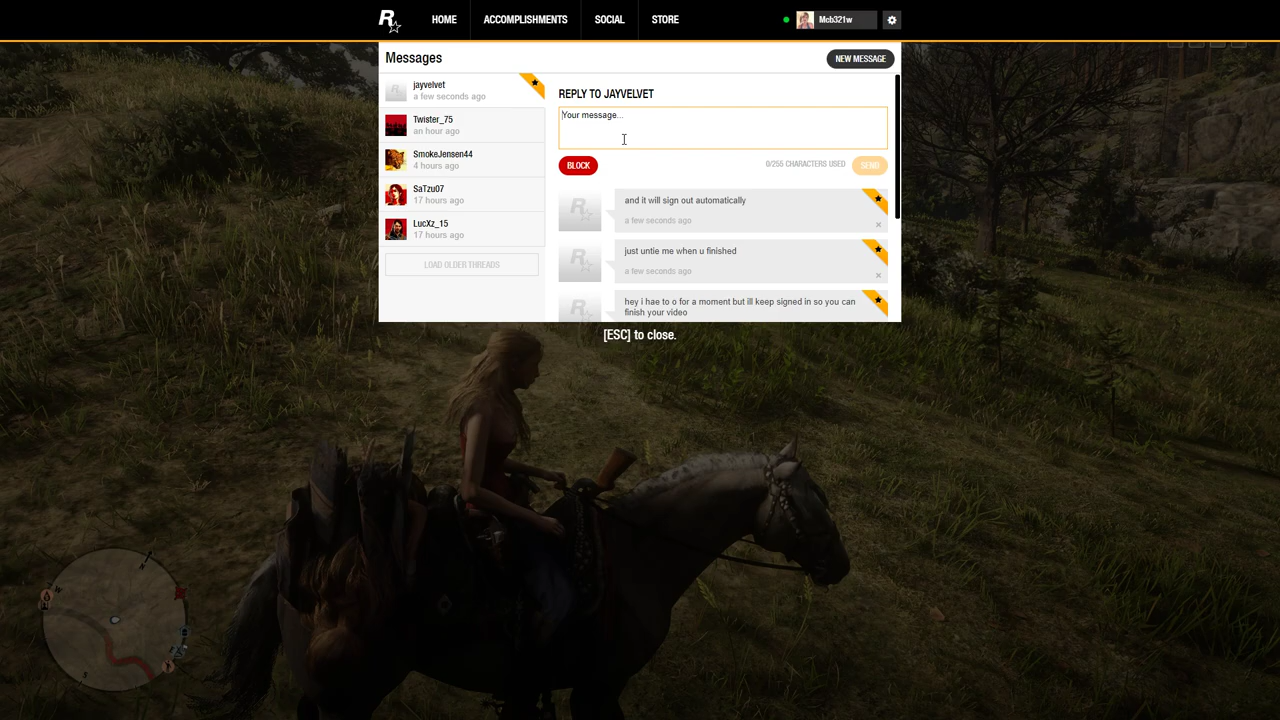 HOME
ACCOMPLISHMENTS
SOCIAL
STORE
Mcb321w
Messages
NEW MESSAGE
jayvelvet
a few seconds ago
Twister_75
an hour ago
SmokeJensen44
4 hours ago
SaTzu07
17 hours ago
LucXz_15
17 hours ago
LOAD OLDER THREADS
REPLY TO JAYVELVET
Your message...
BLOCK
0/255 CHARACTERS USED
SEND
and it will sign out automatically
a few seconds ago
just untie me when u finished
a few seconds ago
hey i hae to o for a moment but ill keep signed in so you can
finish your video
[ESC] to close.